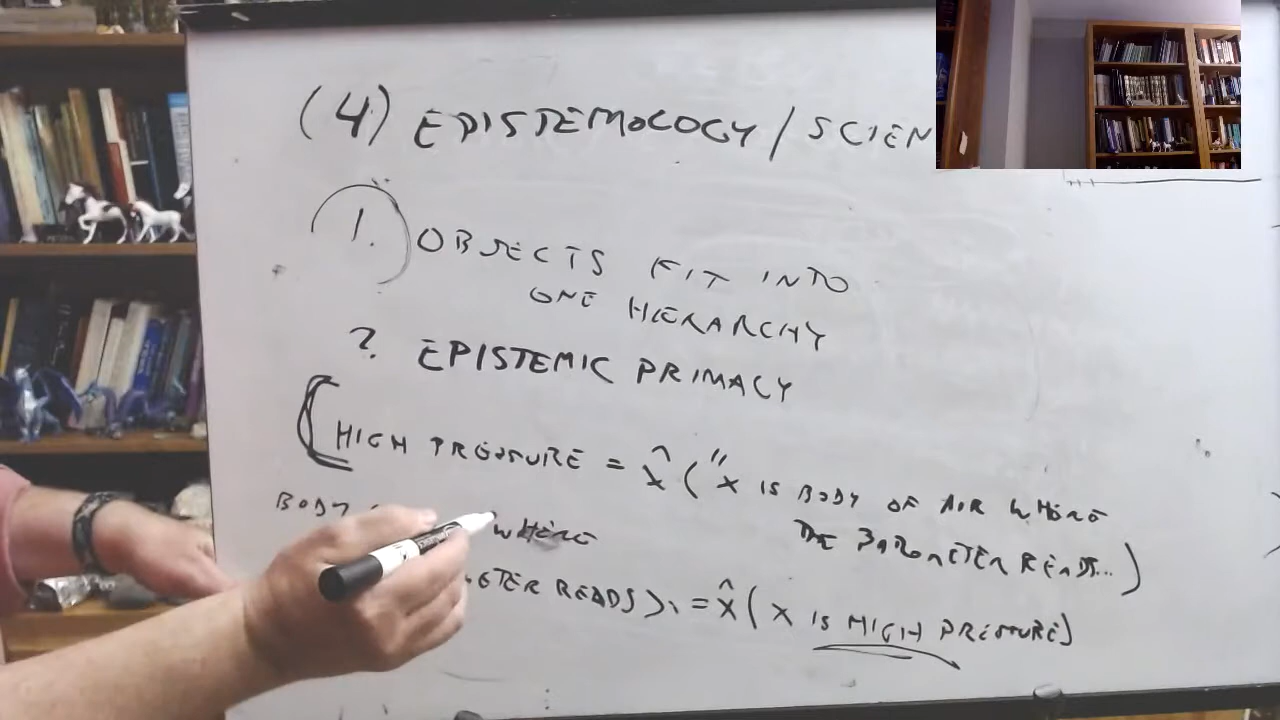 (4) EPISTEMOLOGY / SCIEN
1. OBJECTS FIT INTO
ONE HIERARCHY
2. EPISTEMIC PRIMACY
HIGH PRESSURE = x̂ ("x IS BODY OF AIR WHERE
THE BAROMETER READS...)
BODY WHERE
ETER READS>, = x̂ (x IS HIGH PRESSURE)